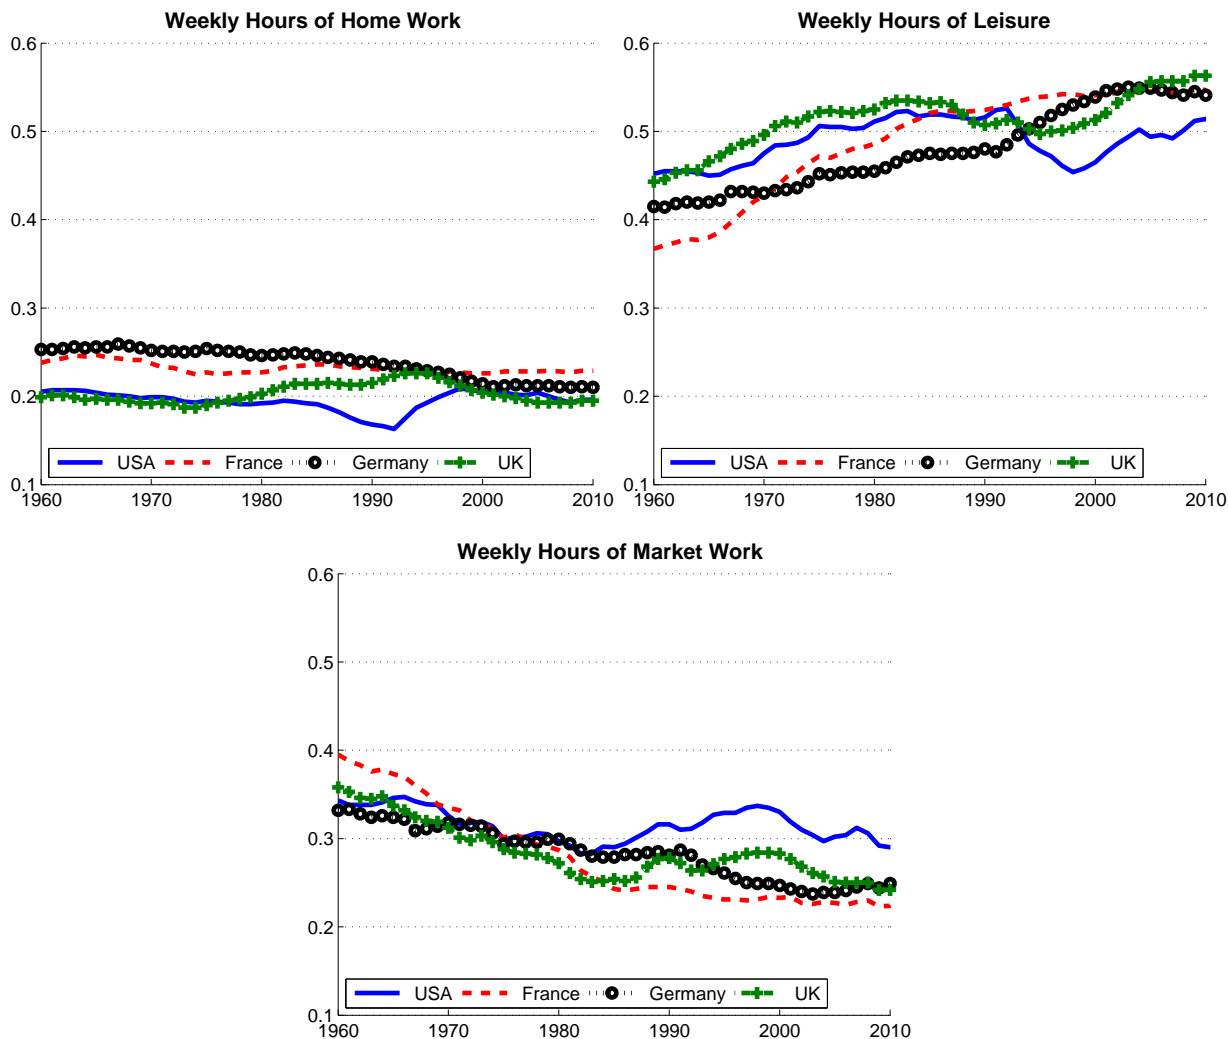 Weekly Hours of Home Work
0.6
0.5
0.4
0.3
0.2
0.1
1960 1970 1980 1990 2000 2010
USA France Germany UK
Weekly Hours of Leisure
0.6
0.5
0.4
0.3
0.2
0.1
1960 1970 1980 1990 2000 2010
USA France Germany UK
Weekly Hours of Market Work
0.6
0.5
0.4
0.3
0.2
0.1
1960 1970 1980 1990 2000 2010
USA France Germany UK